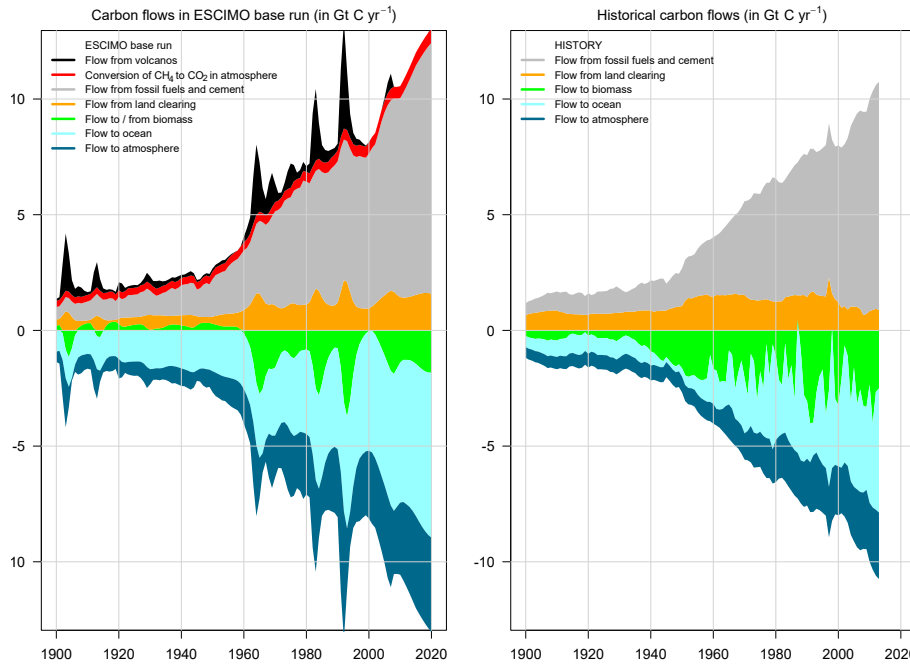 Carbon flows in ESCIMO base run (in Gt C yr⁻¹)
ESCIMO base run
Flow from volcanos
Conversion of CH₄ to CO₂ in atmosphere
Flow from fossil fuels and cement
Flow from land clearing
Flow to / from biomass
Flow to ocean
Flow to atmosphere
10
5
0
-5
10
1900 1920 1940 1960 1980 2000 2020
Historical carbon flows (in Gt C yr⁻¹)
HISTORY
Flow from fossil fuels and cement
Flow from land clearing
Flow to biomass
Flow to ocean
Flow to atmosphere
10
5
0
-5
-10
1900 1920 1940 1960 1980 2000 2020